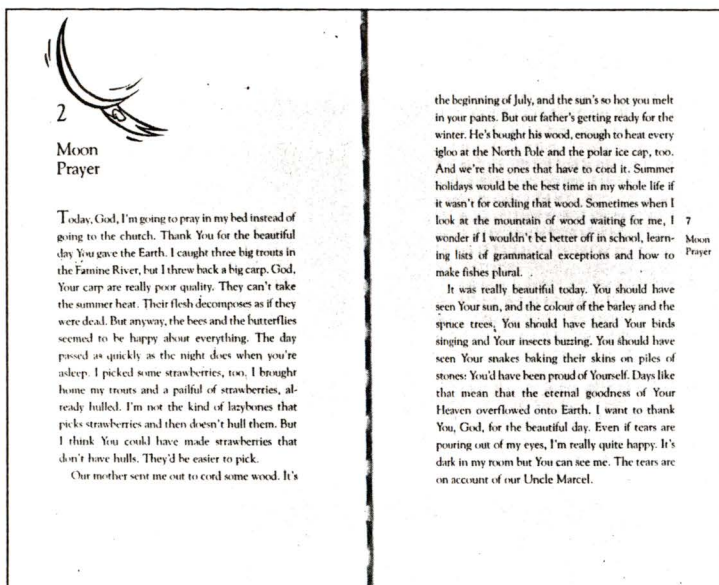 2
Moon
Prayer
Today, God, I'm going to pray in my bed instead of
going to the church. Thank You for the beautiful
day You gave the Earth. I caught three big trouts in
the Famine River, but I threw back a big carp. God,
Your carp are really poor quality. They can't take
the summer heat. Their flesh decomposes as if they
were dead. But anyway, the bees and the butterflies
seemed to be happy about everything. The day
passed as quickly as the night does when you're
asleep. I picked some strawberries, too. I brought
home my trouts and a pailful of strawberries, al-
ready hulled. I'm not the kind of lazybones that
picks strawberries and then doesn't hull them. But
I think You could have made strawberries that
don't have hulls. They'd be easier to pick.
Our mother sent me out to cord some wood. It's
the beginning of July, and the sun's so hot you melt
in your pants. But our father's getting ready for the
winter. He's bought his wood, enough to heat every
igloo at the North Pole and the polar ice cap, too.
And we're the ones that have to cord it. Summer
holidays would be the best time in my whole life if
it wasn't for cording that wood. Sometimes when I
look at the mountain of wood waiting for me, I
wonder if I wouldn't be better off in school, learn-
ing lists of grammatical exceptions and how to
make fishes plural.
It was really beautiful today. You should have
seen Your sun, and the colour of the barley and the
spruce trees. You should have heard Your birds
singing and Your insects buzzing. You should have
seen Your snakes baking their skins on piles of
stones: You'd have been proud of Yourself. Days like
that mean that the eternal goodness of Your
Heaven overflowed onto Earth. I want to thank
You, God, for the beautiful day. Even if tears are
pouring out of my eyes, I'm really quite happy. It's
dark in my room but You can see me. The tears are
on account of our Uncle Marcel.
7
Moon
Prayer